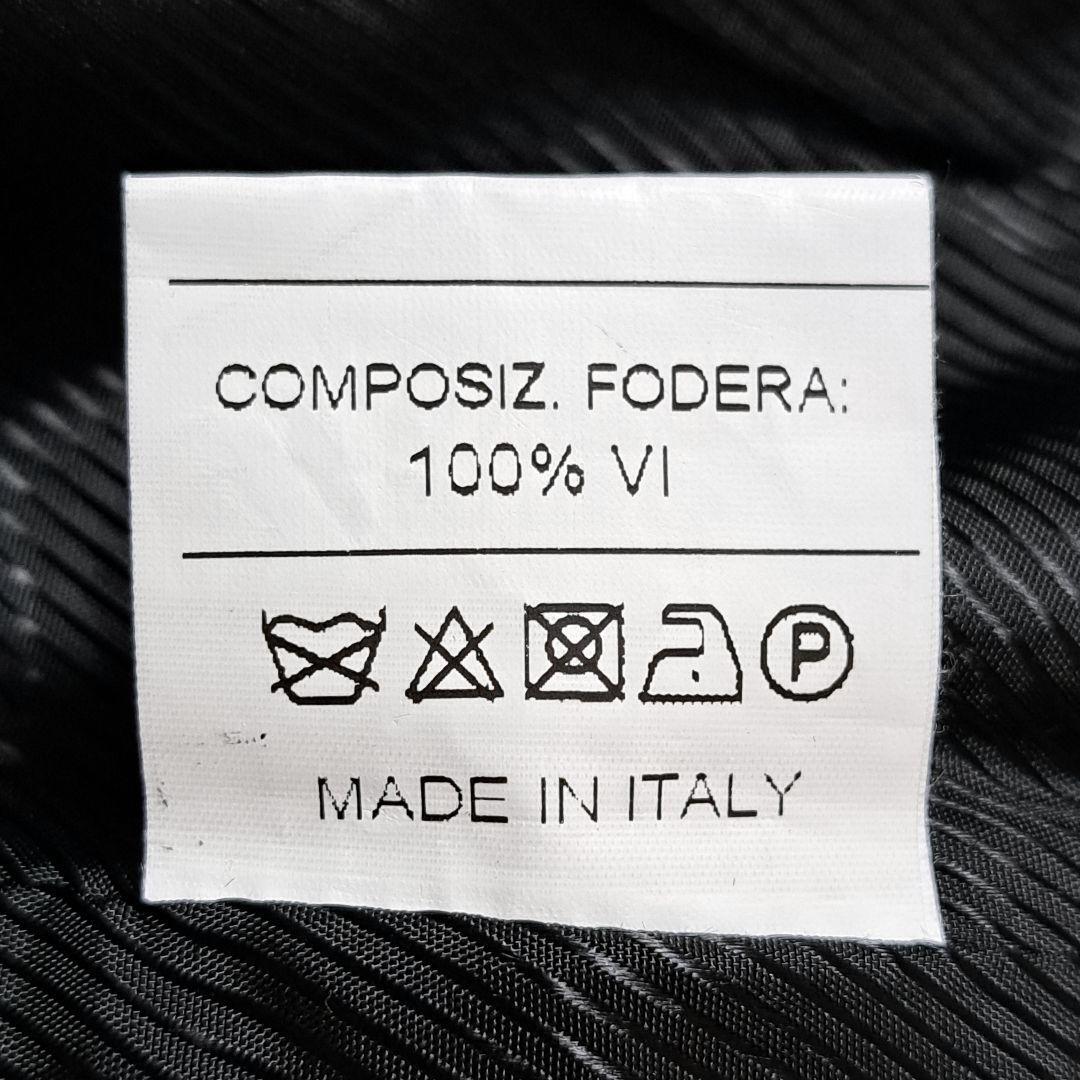 COMPOSIZ. FODERA:
100% VI
P
MADE IN ITALY